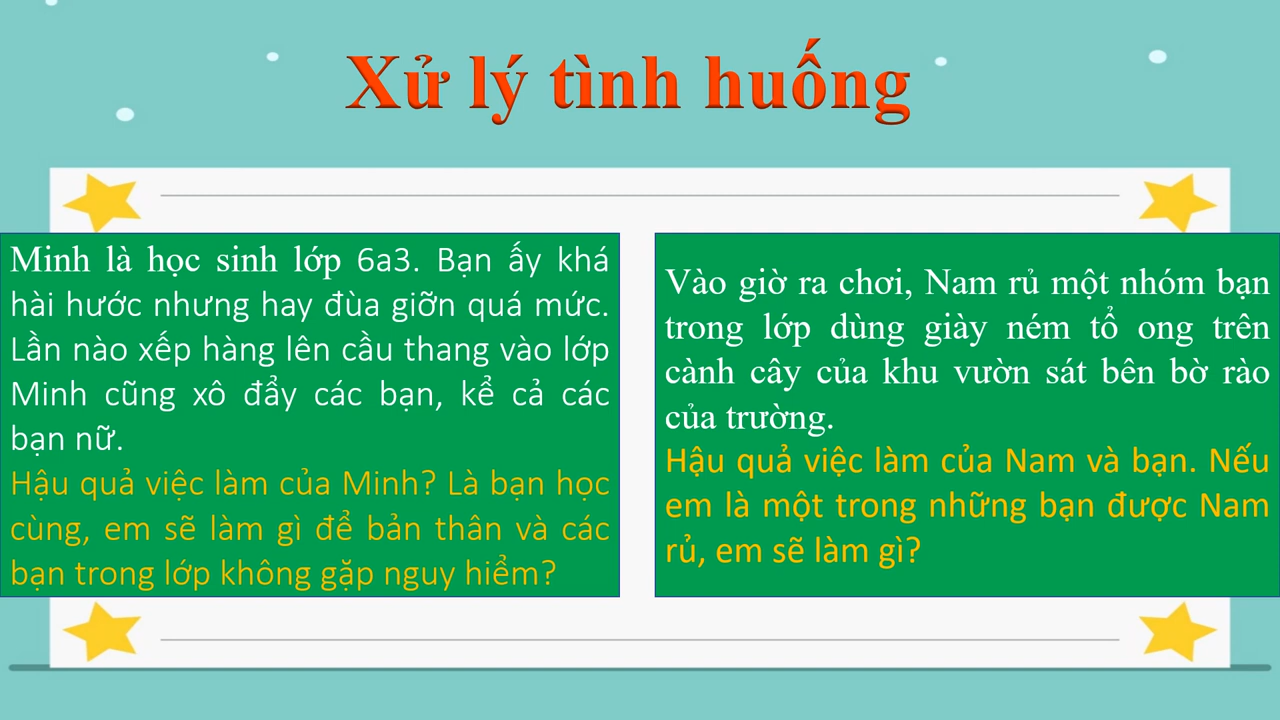 Xử lý tình huống
Minh là học sinh lớp 6a3. Bạn ấy khá
hài hước nhưng hay đùa giỡn quá mức.
Lần nào xếp hàng lên cầu thang vào lớp
Minh cũng xô đẩy các bạn, kể cả các
bạn nữ.
Hậu quả việc làm của Minh? Là bạn học
cùng, em sẽ làm gì để bản thân và các
bạn trong lớp không gặp nguy hiểm?
Vào giờ ra chơi, Nam rủ một nhóm bạn
trong lớp dùng giày ném tổ ong trên
cành cây của khu vườn sát bên bờ rào
của trường.
Hậu quả việc làm của Nam và bạn. Nếu
em là một trong những bạn được Nam
rủ, em sẽ làm gì?